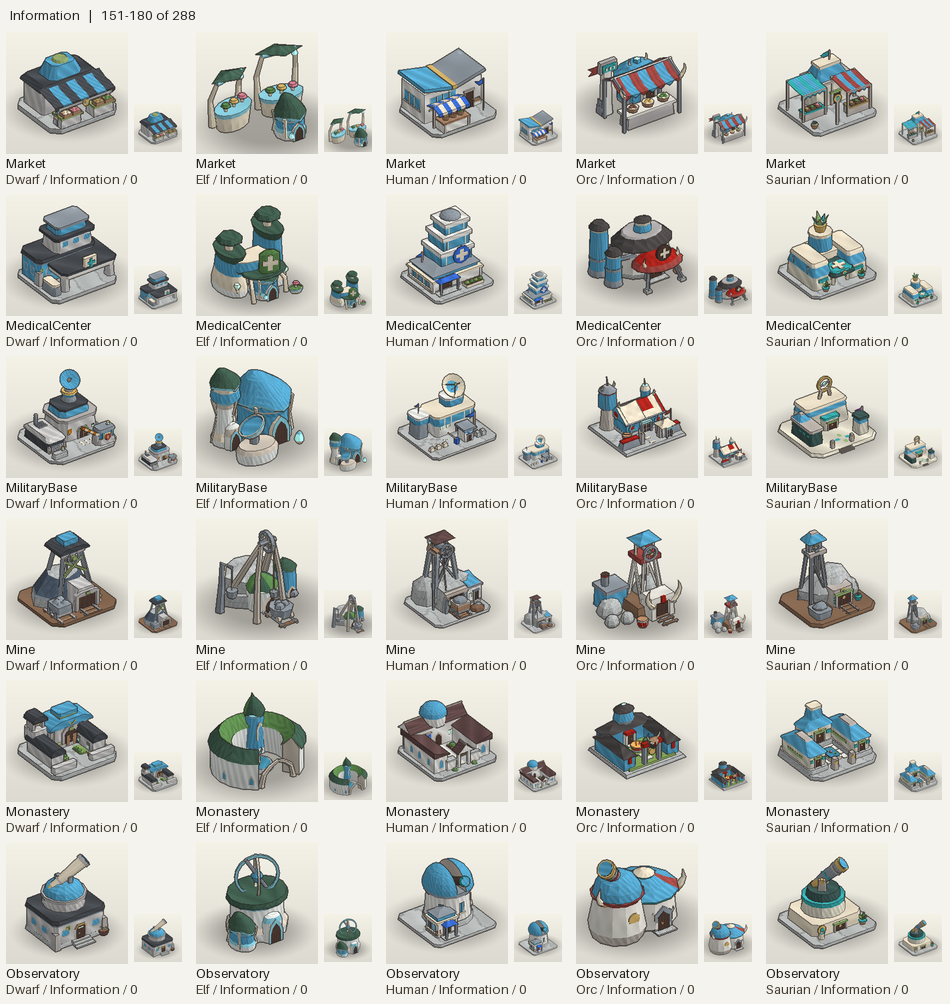 Information | 151-180 of 288
Market Market Market Market Market
Dwarf / Information / 0 Elf / Information / 0 Human / Information / 0 Orc / Information / 0 Saurian / Information / 0
MedicalCenter MedicalCenter MedicalCenter MedicalCenter MedicalCenter
Dwarf / Information / 0 Elf / Information / 0 Human / Information / 0 Orc / Information / 0 Saurian / Information / 0
MilitaryBase MilitaryBase MilitaryBase MilitaryBase MilitaryBase
Dwarf / Information / 0 Elf / Information / 0 Human / Information / 0 Orc / Information / 0 Saurian / Information / 0
Mine Mine Mine Mine Mine
Dwarf / Information / 0 Elf / Information / 0 Human / Information / 0 Orc / Information / 0 Saurian / Information / 0
Monastery Monastery Monastery Monastery Monastery
Dwarf / Information / 0 Elf / Information / 0 Human / Information / 0 Orc / Information / 0 Saurian / Information / 0
Observatory Observatory Observatory Observatory Observatory
Dwarf / Information / 0 Elf / Information / 0 Human / Information / 0 Orc / Information / 0 Saurian / Information / 0